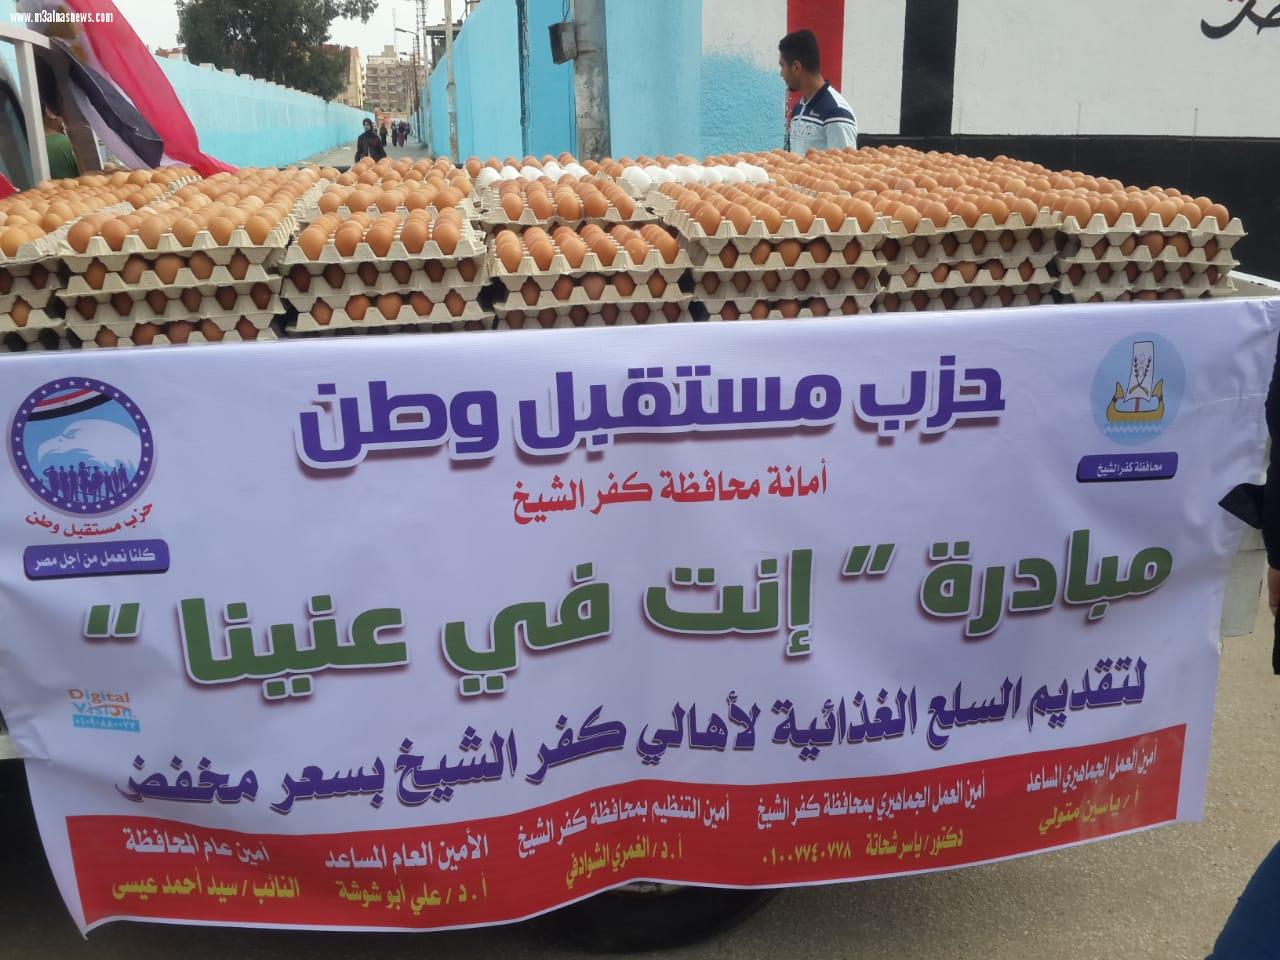 www.m3alnasnews.com
حزب مستقبل وطن
أمانة محافظة كفر الشيخ
محافظة كفر الشيخ
حزب مستقبل وطن
كلنا نعمل من أجل مصر
مبادرة " إنت في عنينا "
لتقديم السلع الغذائية لأهالي كفر الشيخ بسعر مخفض
Digital
Vision
٠١٠٩٠٨٨٠٠٧٧
أمين العمل الجماهيري المساعد
أ / ياسين متولي
أمين العمل الجماهيري بمحافظة كفر الشيخ
دكتور / ياسر شحاتة ٠١٠٠٧٧٤٠٧٧٨
أمين التنظيم بمحافظة كفر الشيخ
أ.د / الغمري الشوادفي
الأمين العام المساعد
أ.د / علي أبو شوشة
أمين عام المحافظة
النائب / سيد أحمد عيسى